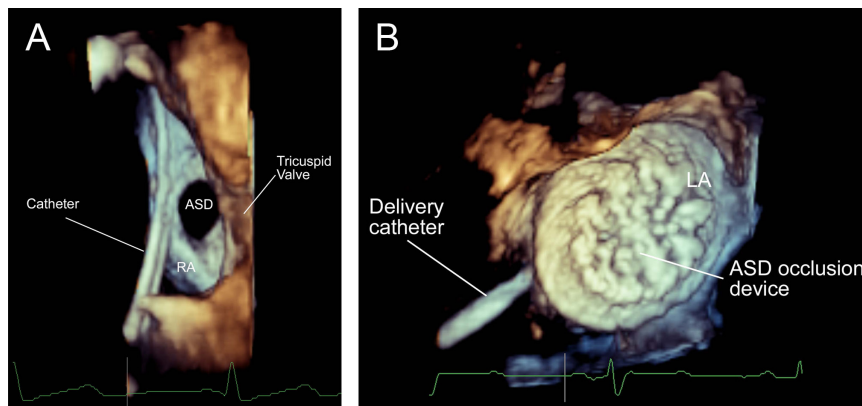 A
Catheter
ASD
RA
Tricuspid
Valve
B
LA
Delivery
catheter
ASD occlusion
device